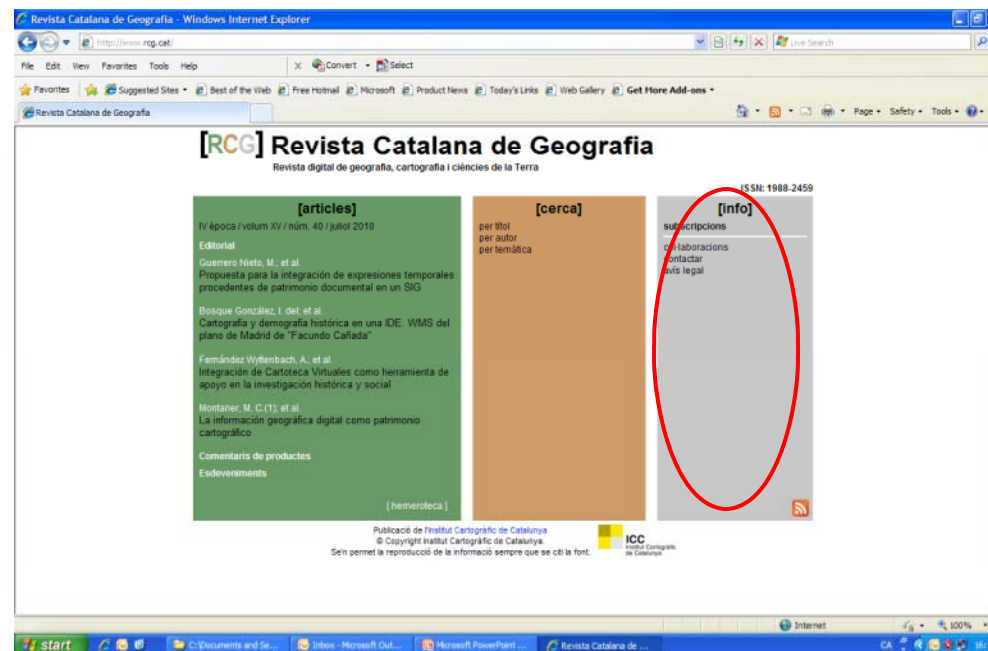 Revista Catalana de Geografia - Windows Internet Explorer
http://www.rcg.cat/
Live Search
File Edit View Favorites Tools Help
Convert Select
Favorites Suggested Sites Best of the Web Free Hotmail Microsoft Product News Today's Links Web Gallery Get More Add-ons
Revista Catalana de Geografia
Page Safety Tools
[RCG] Revista Catalana de Geografia
Revista digital de geografia, cartografia i ciències de la Terra
ISSN: 1988-2459
[articles]
IV època / volum XV / núm. 40 / juliol 2010
Editorial
Guerrero Nieto, M.; et al.
Propuesta para la integración de expresiones temporales
procedentes de patrimonio documental en un SIG
Bosque González, I. del; et al.
Cartografía y demografía histórica en una IDE. WMS del
plano de Madrid de "Facundo Cañada"
Fernández Wyttenbach, A.; et al.
Integración de Cartoteca Virtuales como herramienta de
apoyo en la investigación histórica y social
Montaner, M. C.(1); et al.
La información geográfica digital como patrimonio
cartográfico
Comentaris de productes
Esdeveniments
[ hemeroteca ]
[cerca]
per títol
per autor
per temàtica
[info]
subscripcions
col·laboracions
contactar
avís legal
Publicació de l'Institut Cartogràfic de Catalunya
© Copyright Institut Cartogràfic de Catalunya.
Se'n permet la reproducció de la informació sempre que se citi la font.
ICC
Institut Cartogràfic
de Catalunya
Internet 100%
start C:\Documents and Se... Inbox - Microsoft Out... Microsoft PowerPoint ... Revista Catalana de ... CA 16: